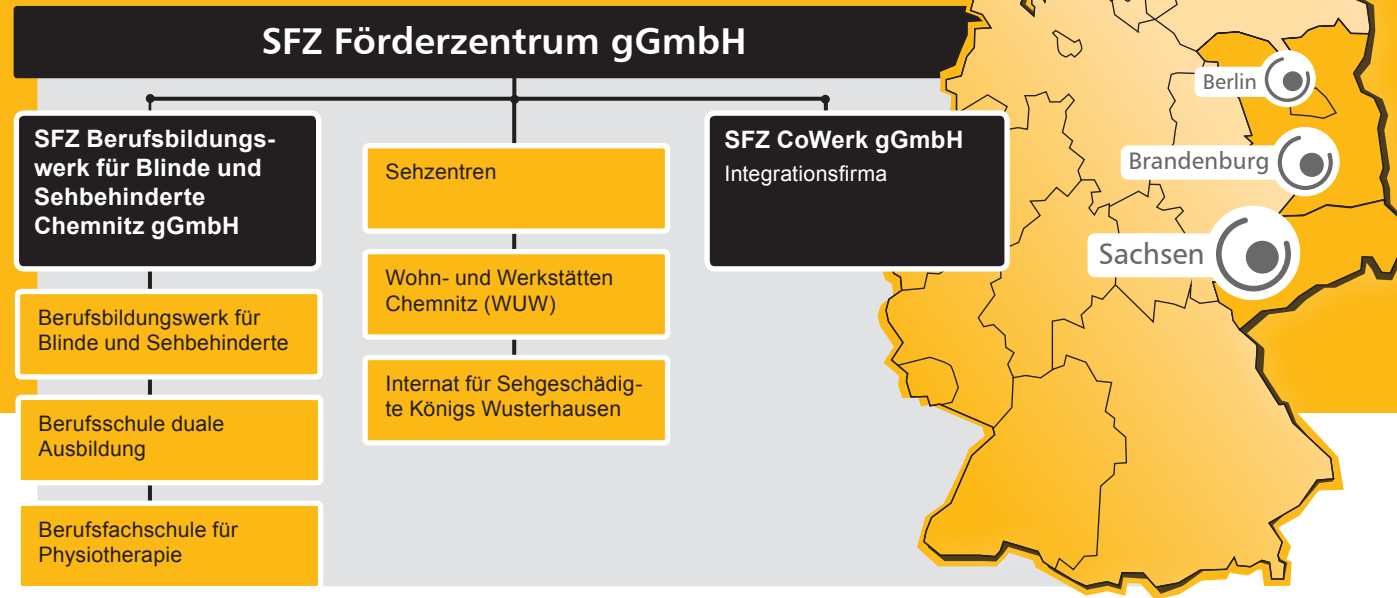 SFZ Förderzentrum gGmbH
SFZ Berufsbildungs-
werk für Blinde und
Sehbehinderte
Chemnitz gGmbH
Berufsbildungswerk für
Blinde und Sehbehinderte
Berufsschule duale
Ausbildung
Berufsfachschule für
Physiotherapie
Sehzentren
Wohn- und Werkstätten
Chemnitz (WUW)
Internat für Sehgeschädig-
te Königs Wusterhausen
SFZ CoWerk gGmbH
Integrationsfirma
Berlin
Brandenburg
Sachsen